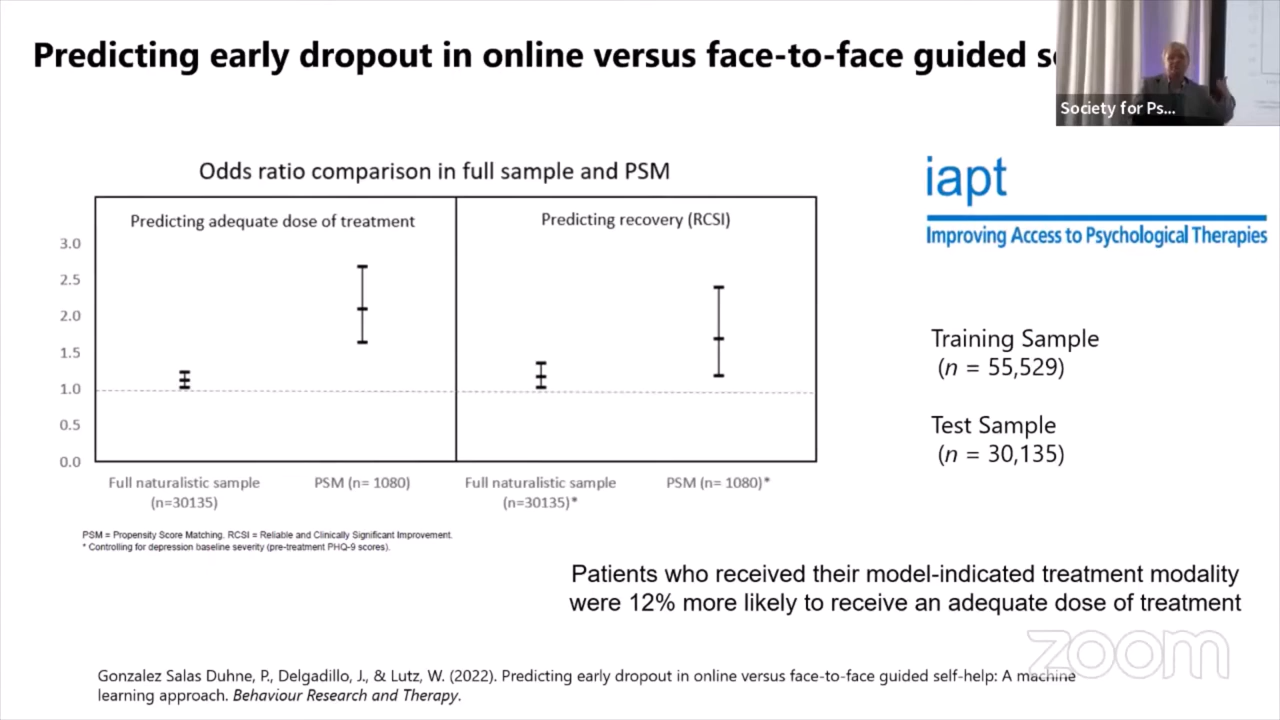 Predicting early dropout in online versus face-to-face guided
Society for Ps...
Odds ratio comparison in full sample and PSM
Predicting adequate dose of treatment
Predicting recovery (RCSI)
3.0
2.5
2.0
1.5
1.0
0.5
0.0
Full naturalistic sample
(n=30135)
PSM (n= 1080)
Full naturalistic sample
(n=30135)*
PSM (n= 1080)*
PSM = Propensity Score Matching. RCSI = Reliable and Clinically Significant Improvement.
* Controlling for depression baseline severity (pre-treatment PHQ-9 scores).
iapt
Improving Access to Psychological Therapies
Training Sample
(n = 55,529)
Test Sample
(n = 30,135)
Patients who received their model-indicated treatment modality
were 12% more likely to receive an adequate dose of treatment
zoom
Gonzalez Salas Duhne, P., Delgadillo, J., & Lutz, W. (2022). Predicting early dropout in online versus face-to-face guided self-help: A machine
learning approach. Behaviour Research and Therapy.